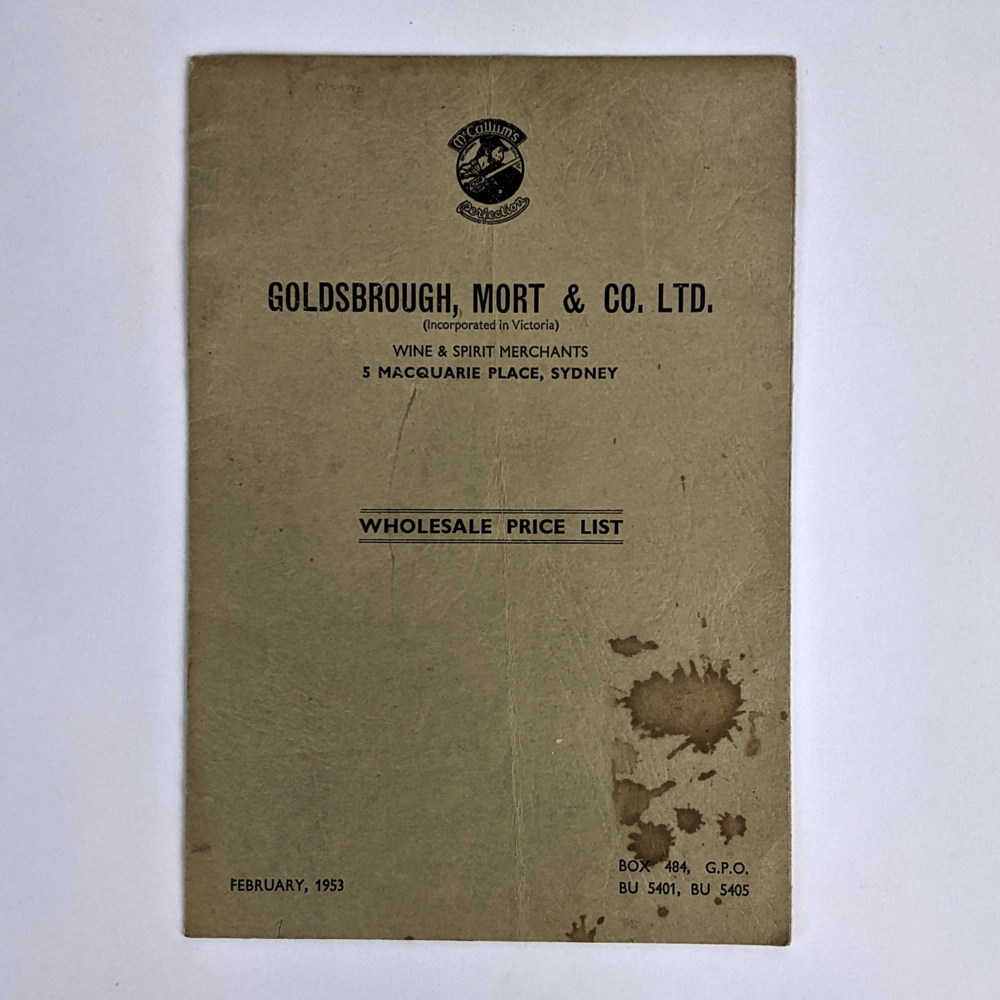 McCallum's
Perfection
GOLDSBROUGH, MORT & CO. LTD.
(Incorporated in Victoria)
WINE & SPIRIT MERCHANTS
5 MACQUARIE PLACE, SYDNEY
WHOLESALE PRICE LIST
FEBRUARY, 1953
BOX 484, G.P.O.
BU 5401, BU 5405